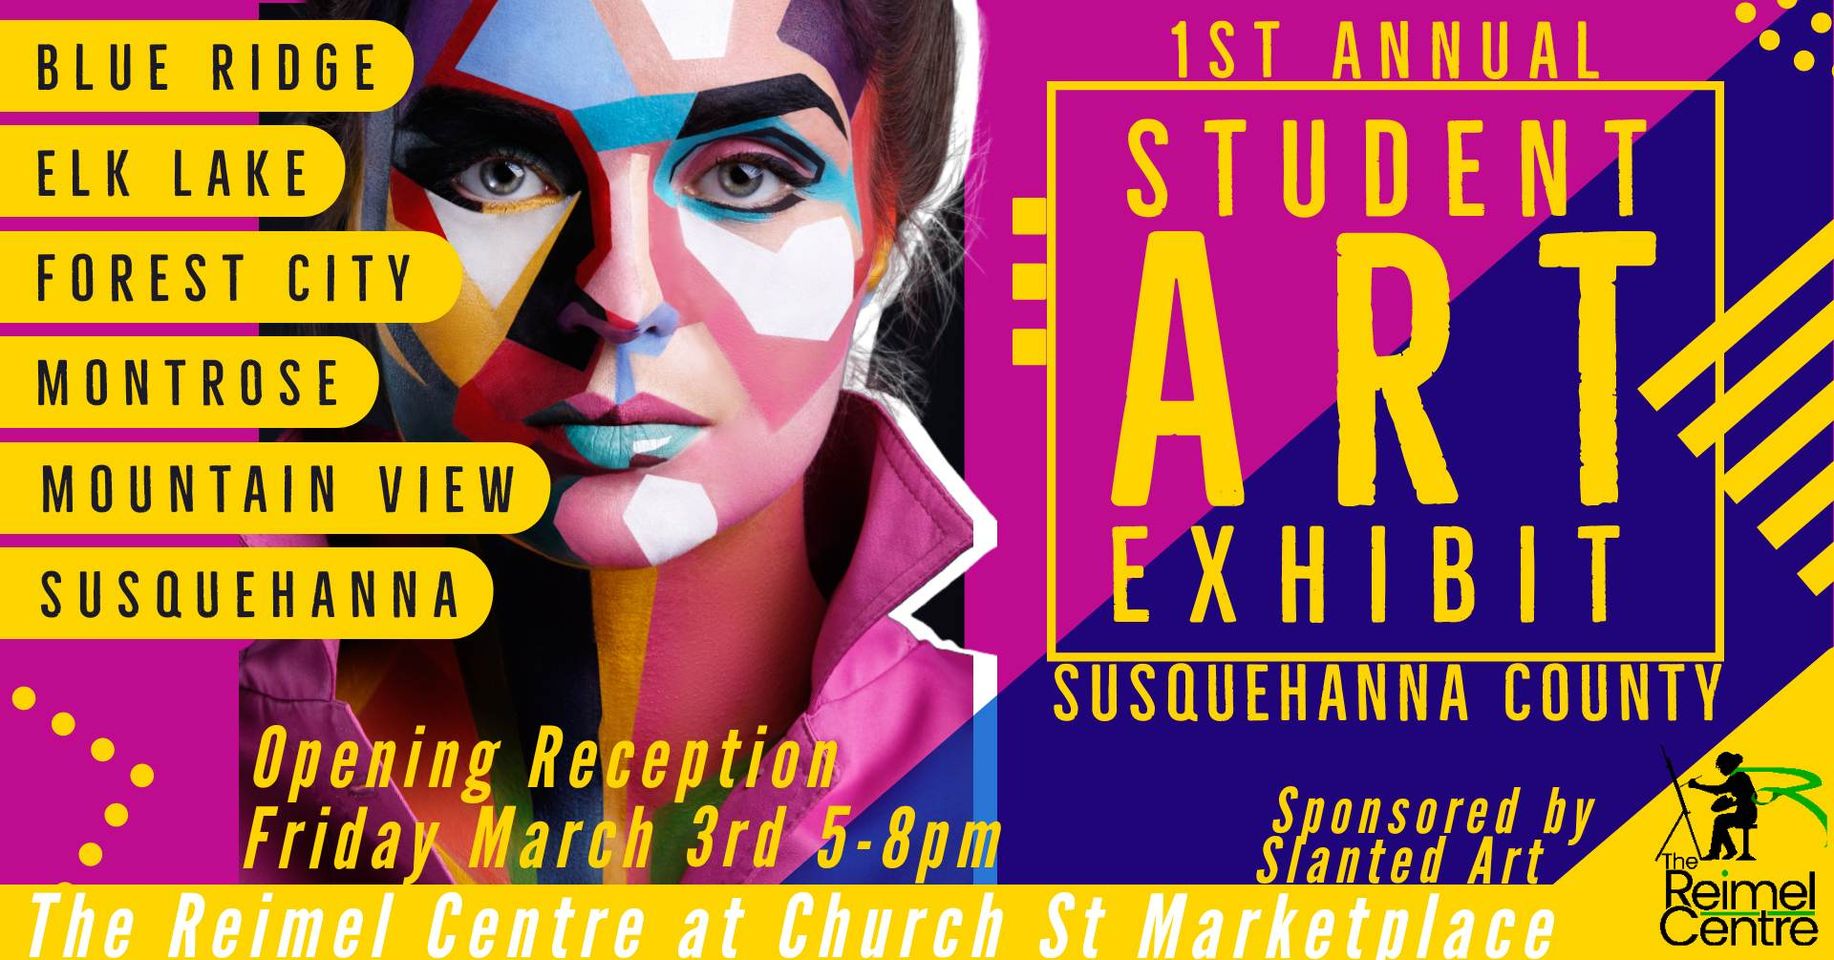 BLUE RIDGE
ELK LAKE
FOREST CITY
MONTROSE
MOUNTAIN VIEW
SUSQUEHANNA
1ST ANNUAL
STUDENT
ART
EXHIBIT
SUSQUEHANNA COUNTY
Opening Reception
Friday March 3rd 5-8pm
Sponsored by
Slanted Art
The Reimel Centre at Church St Marketplace
The
Reimel
Centre